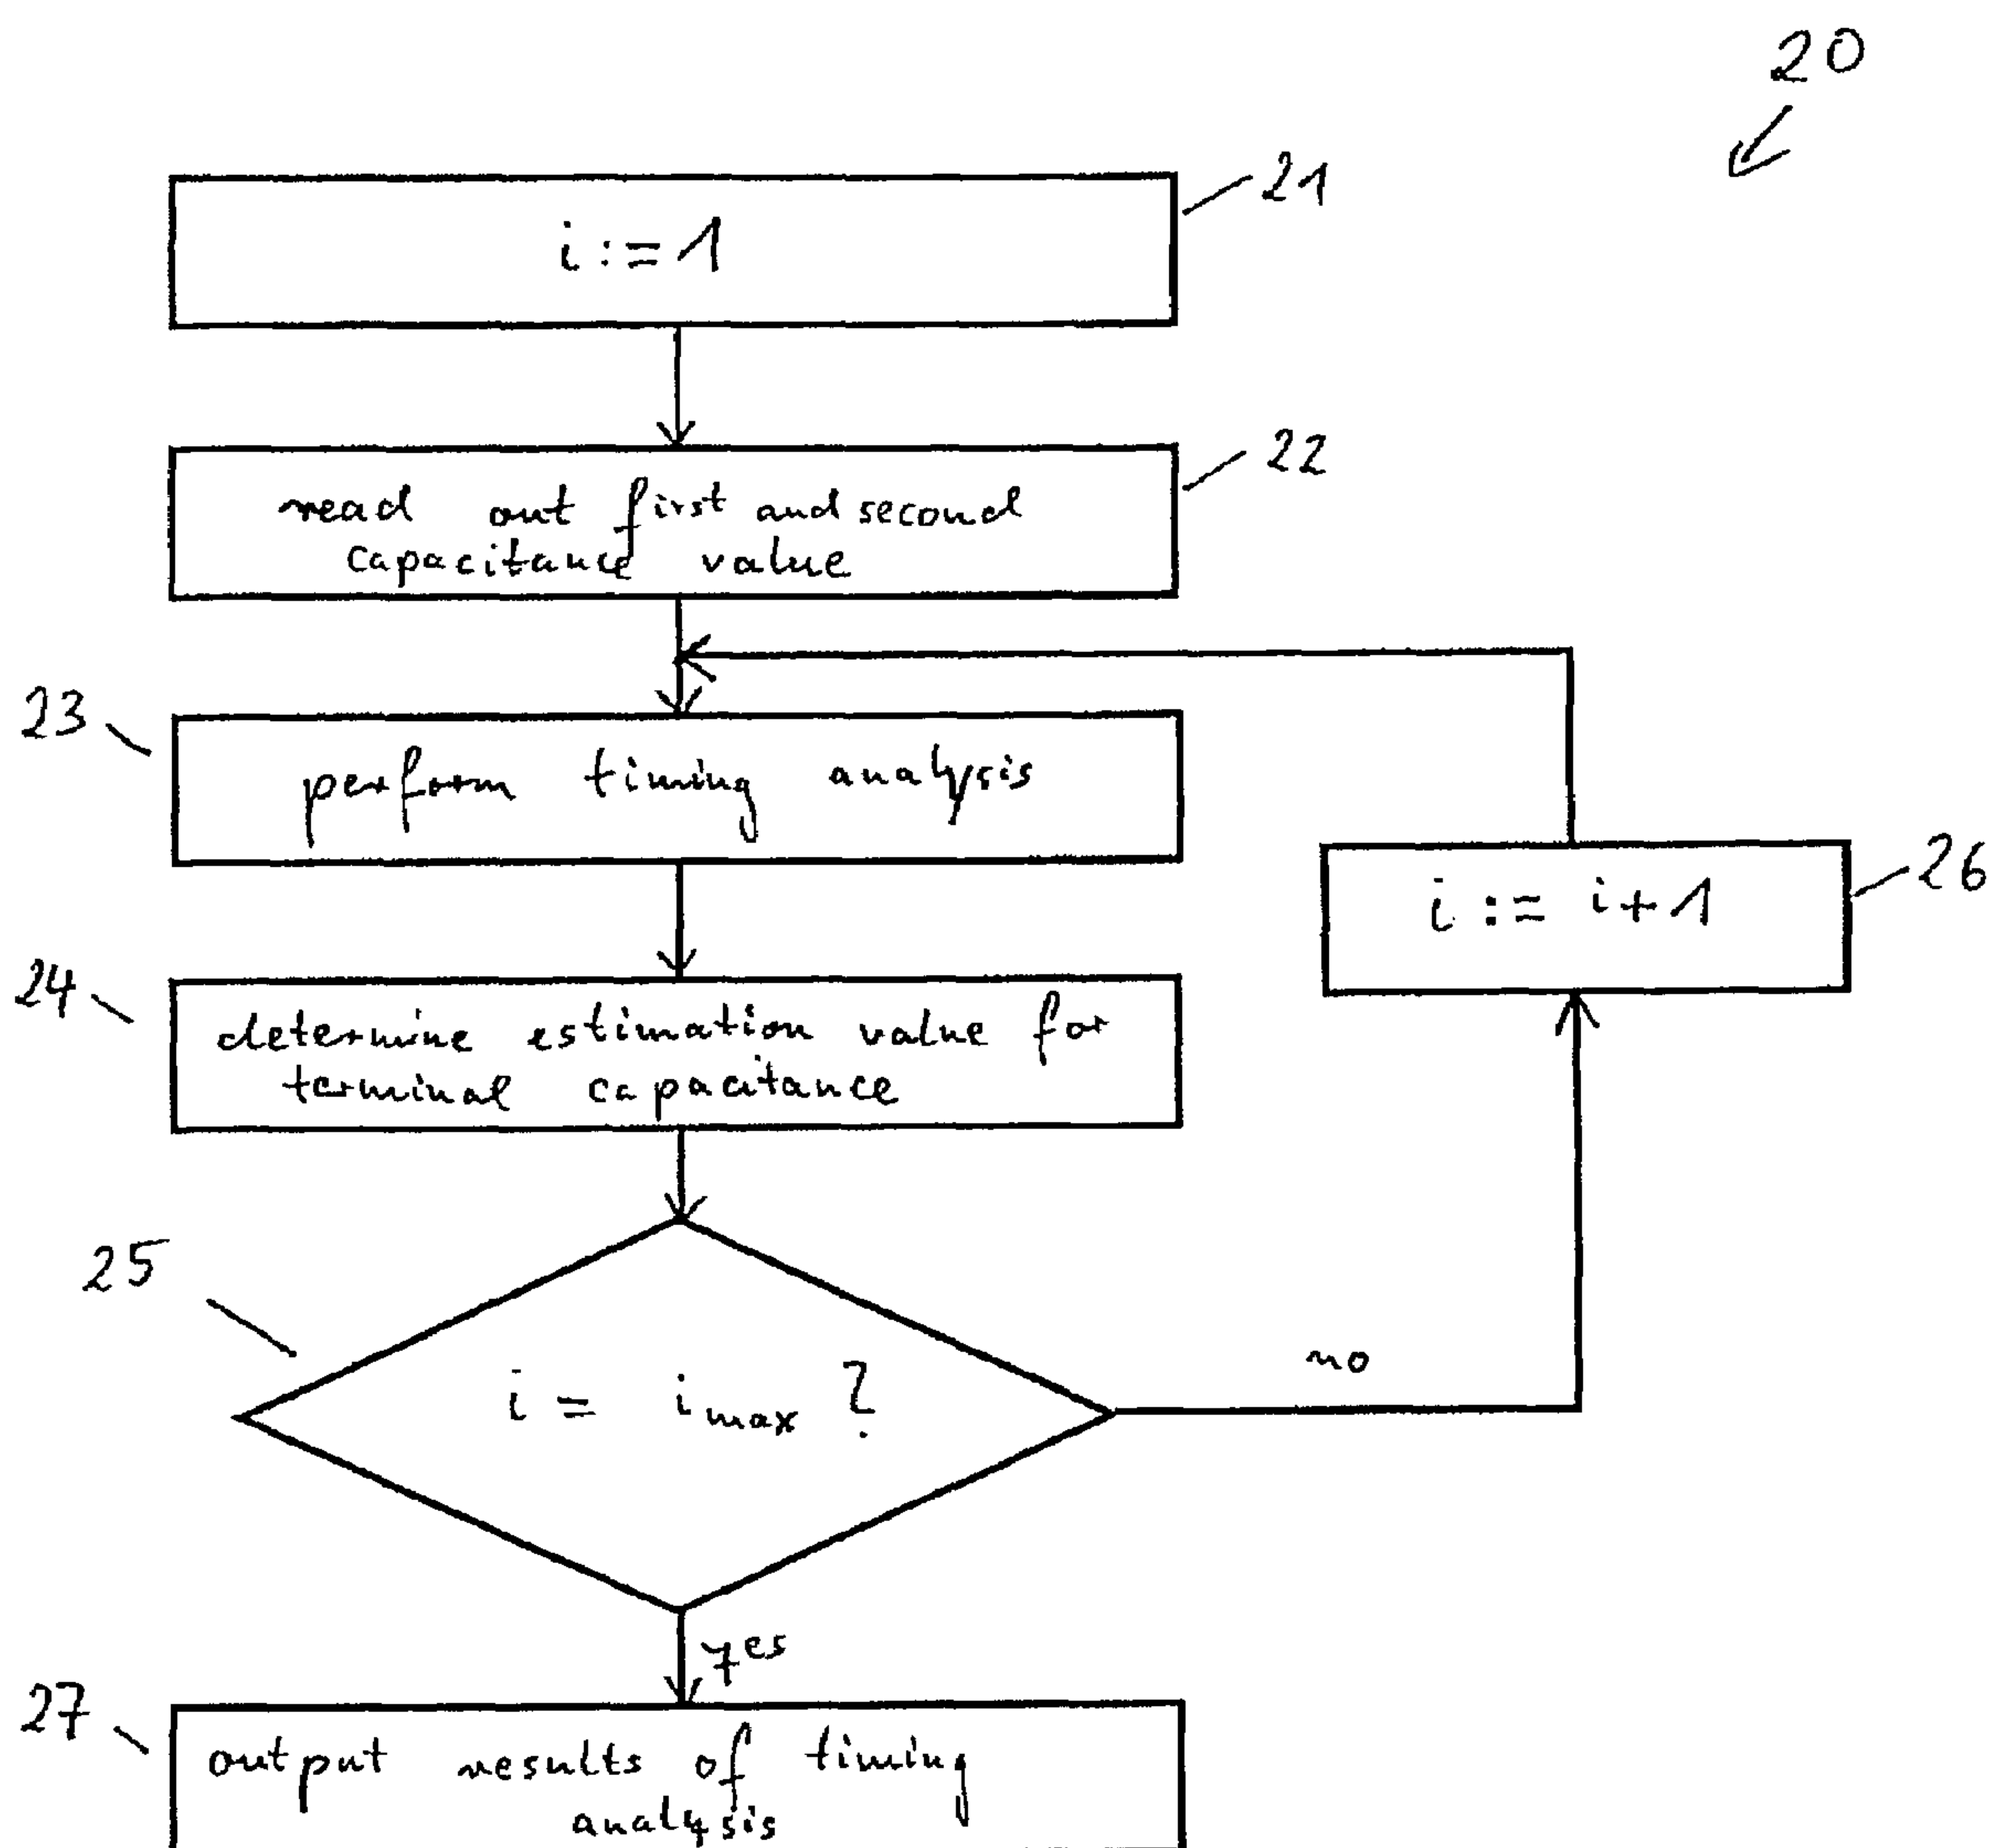 20
21
i := 1
22
read out first and second
capacitance value
23
perform timing analysis
26
i := i+1
24
determine estimation value for
terminal capacitance
25
i = imax ?
no
yes
27
output results of timing
analysis